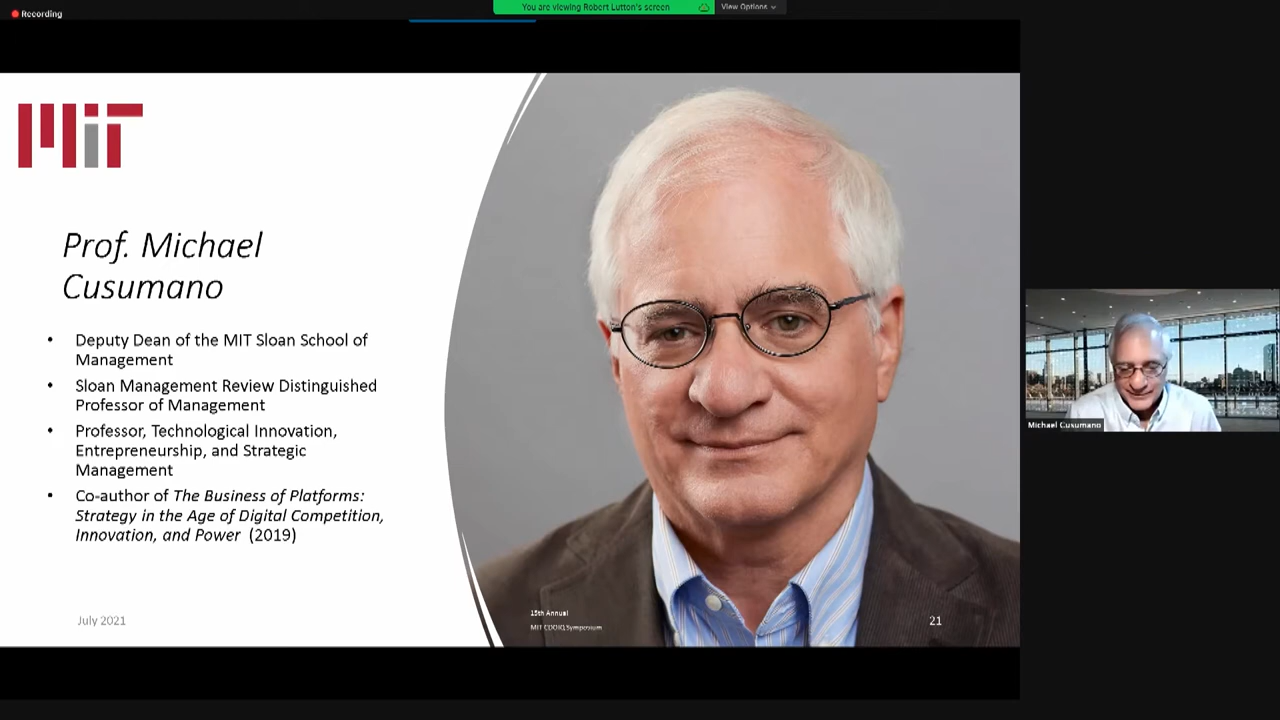 Recording
You are viewing Robert Lutton's screen
View Options
MIT
Prof. Michael
Cusumano
• Deputy Dean of the MIT Sloan School of
Management
• Sloan Management Review Distinguished
Professor of Management
• Professor, Technological Innovation,
Entrepreneurship, and Strategic
Management
• Co-author of The Business of Platforms:
Strategy in the Age of Digital Competition,
Innovation, and Power (2019)
July 2021
15th Annual
MIT CDOIQ Symposium
21
Michael Cusumano